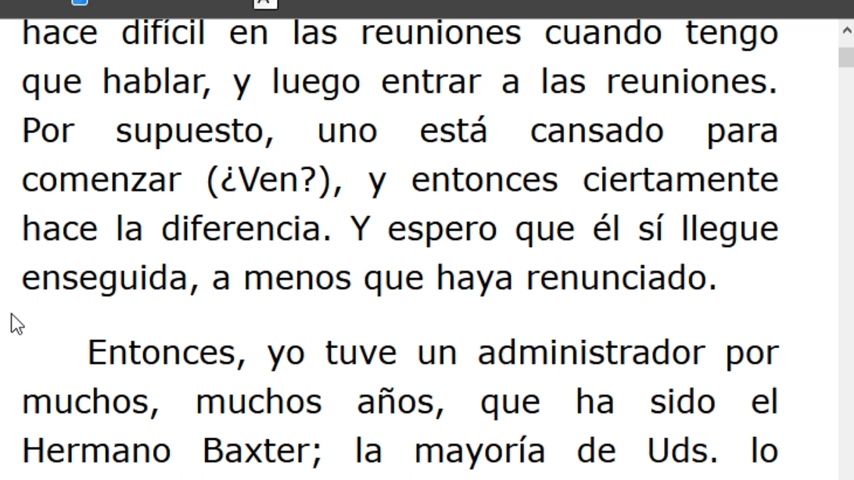 hace difícil en las reuniones cuando tengo
que hablar, y luego entrar a las reuniones.
Por supuesto, uno está cansado para
comenzar (¿Ven?), y entonces ciertamente
hace la diferencia. Y espero que él sí llegue
enseguida, a menos que haya renunciado.
Entonces, yo tuve un administrador por
muchos, muchos años, que ha sido el
Hermano Baxter; la mayoría de Uds. lo